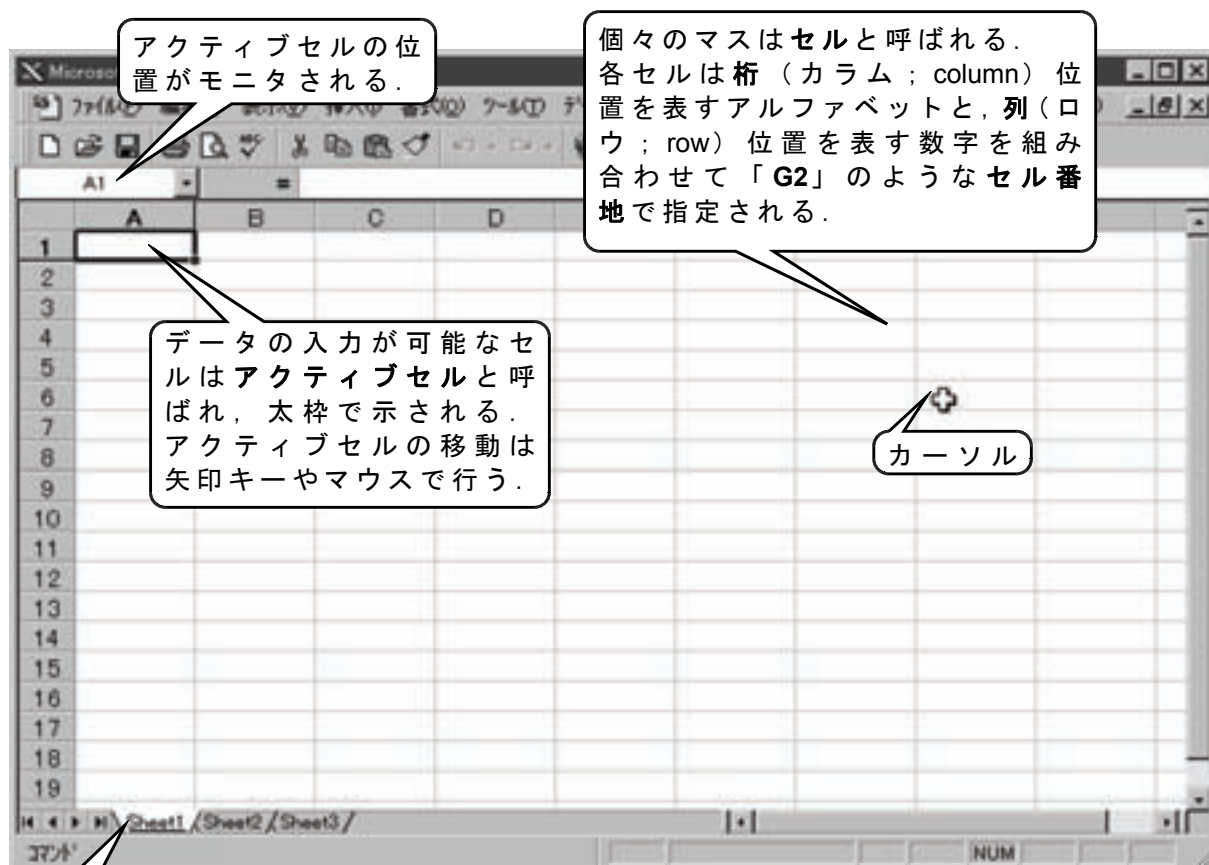 アクティブセルの位
置がモニタされる.
個々のマスはセルと呼ばれる.
各セルは桁（カラム；column）位
置を表すアルファベットと,列（ロ
ウ；row）位置を表す数字を組み
合わせて「G2」のようなセル番
地で指定される.
A1 =
A B C D
1
2
3
データの入力が可能なセ
ルはアクティブセルと呼
ばれ,太枠で示される.
アクティブセルの移動は
矢印キーやマウスで行う.
4
5
6
7
カーソル
8
9
10
11
12
13
14
15
16
17
18
19
Sheet1 Sheet2 Sheet3
コマンド NUM